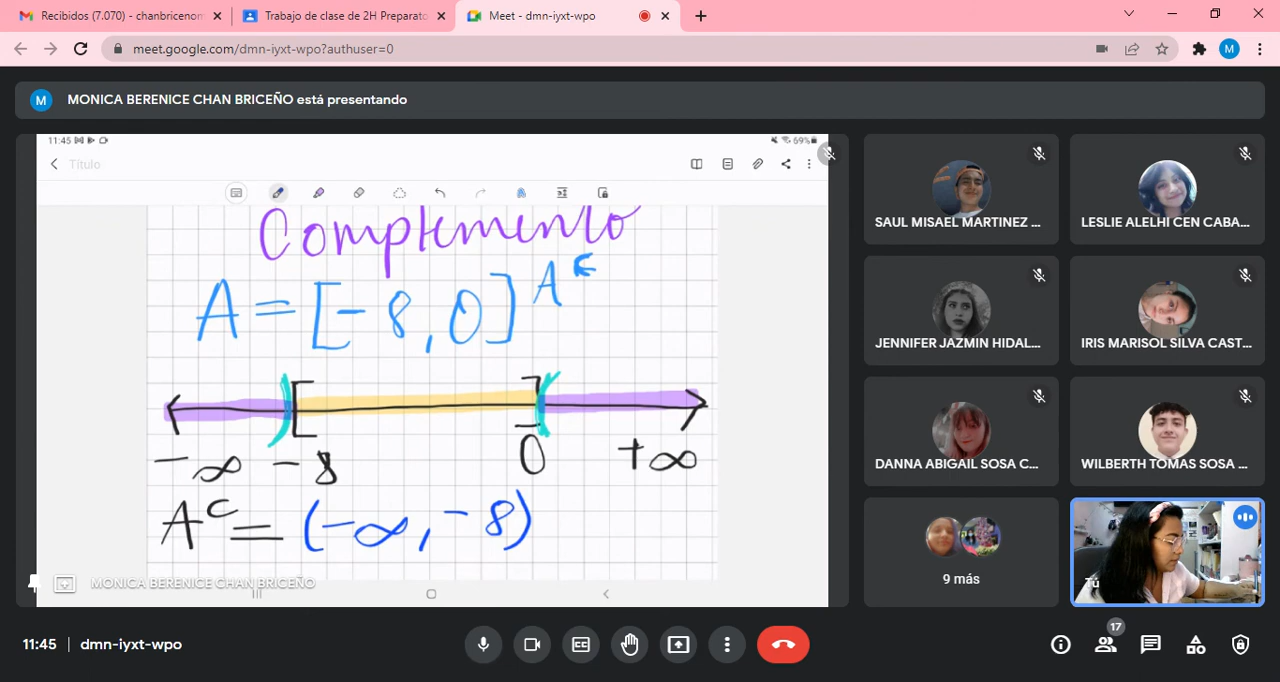 Recibidos (7.070) - chanbricenom
Trabajo de clase de 2H Preparato
Meet - dmn-iyxt-wpo
meet.google.com/dmn-iyxt-wpo?authuser=0
M
M MONICA BERENICE CHAN BRICEÑO está presentando
11:45
69%
Título
Complemento
A = [-8, 0] Aᶜ
-∞ -8 0 +∞
Aᶜ = (-∞, -8)
MONICA BERENICE CHAN BRICEÑO
SAUL MISAEL MARTINEZ ...
LESLIE ALELHI CEN CABA...
JENNIFER JAZMIN HIDAL...
IRIS MARISOL SILVA CAST...
DANNA ABIGAIL SOSA C...
WILBERTH TOMAS SOSA ...
9 más
Tú
11:45 | dmn-iyxt-wpo
CC
17